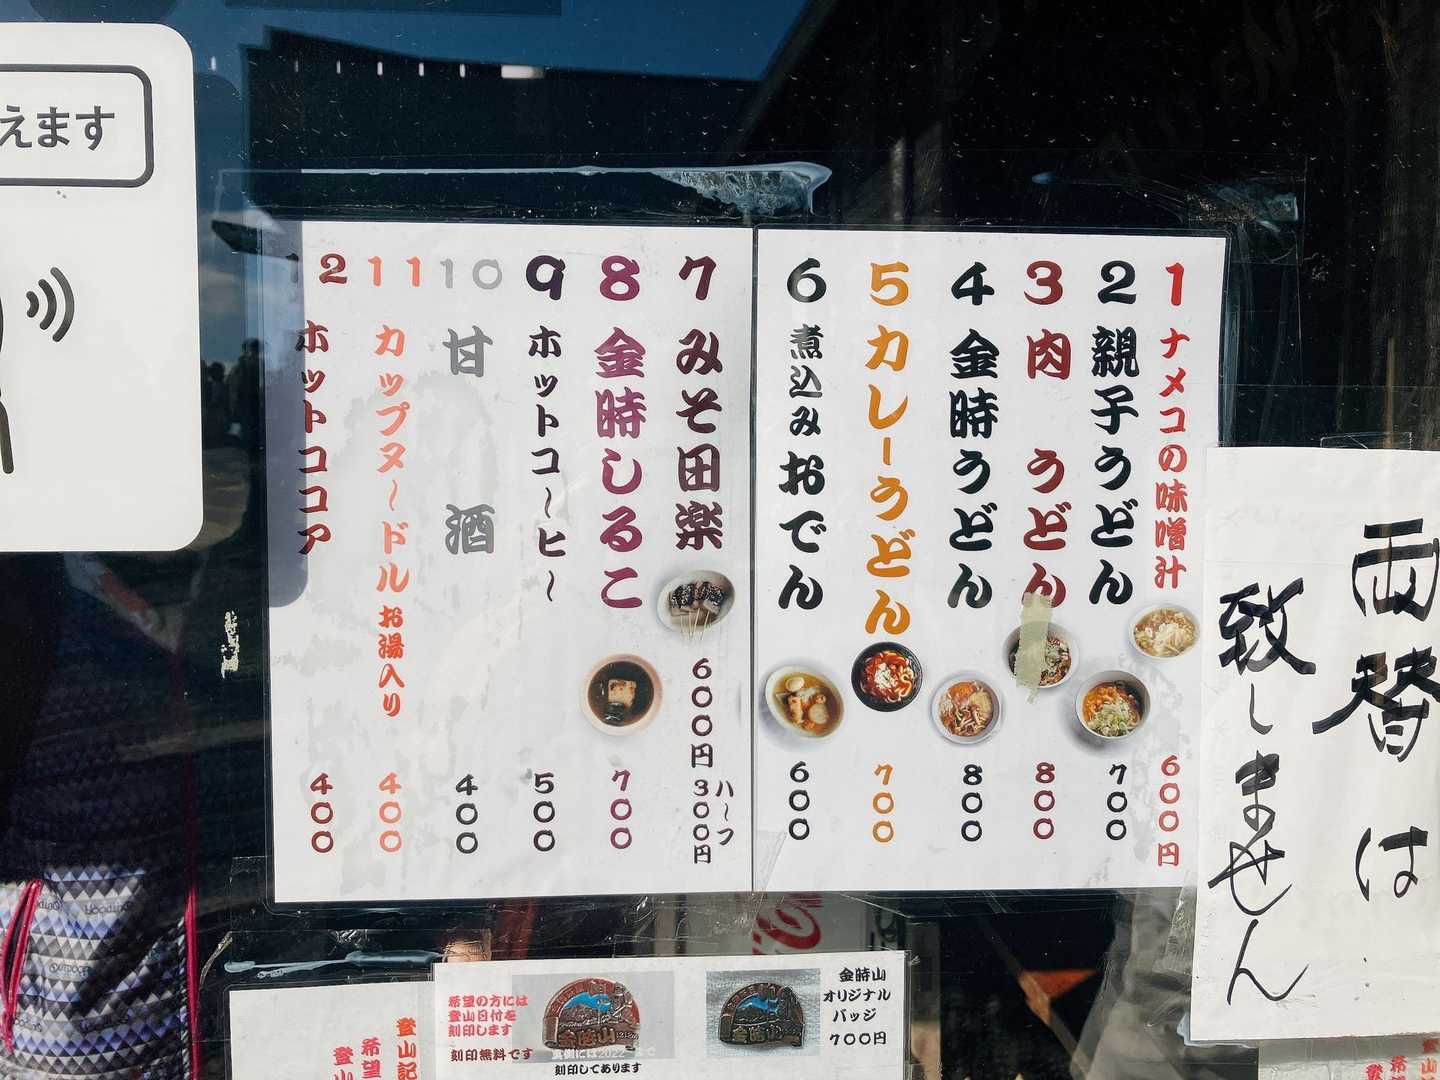 えます
1 ナメコの味噌汁 600円
2 親子うどん 700
3 肉うどん 800
4 金時うどん 800
5 カレーうどん 700
6 煮込みおでん 600
7 みそ田楽 600円
ハーフ 300円
8 金時しるこ 700
9 ホットコ〜ヒ〜 500
10 甘酒 400
11 カップヌ〜ドル お湯入り 400
12 ホットココア 400
両替は
致しません
希望の方には
登山日付を
刻印します
刻印無料です
刻印してあります
金時山
金時山
オリジナル
バッジ
700円
登山記
希望
登山
OUTDOOR